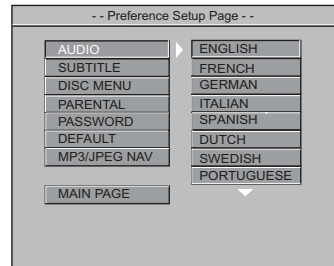 - - Preference Setup Page - -
AUDIO
SUBTITLE
DISC MENU
PARENTAL
PASSWORD
DEFAULT
MP3/JPEG NAV
MAIN PAGE
ENGLISH
FRENCH
GERMAN
ITALIAN
SPANISH
DUTCH
SWEDISH
PORTUGUESE